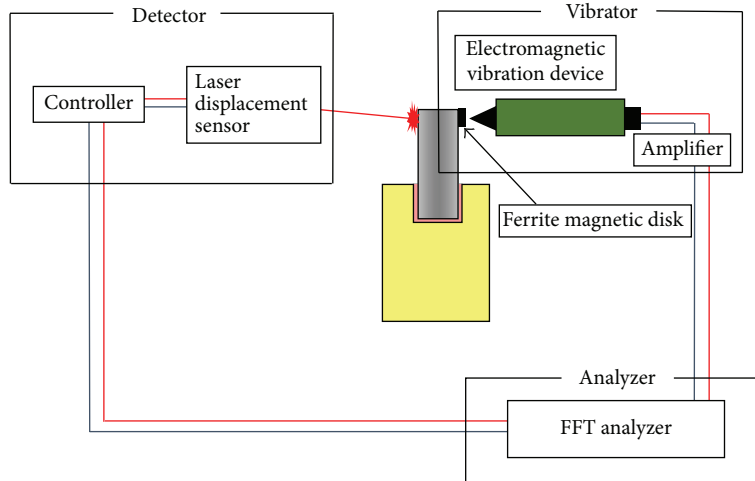 Detector
Vibrator
Electromagnetic
vibration device
Laser
displacement
sensor
Controller
Amplifier
Ferrite magnetic disk
Analyzer
FFT analyzer